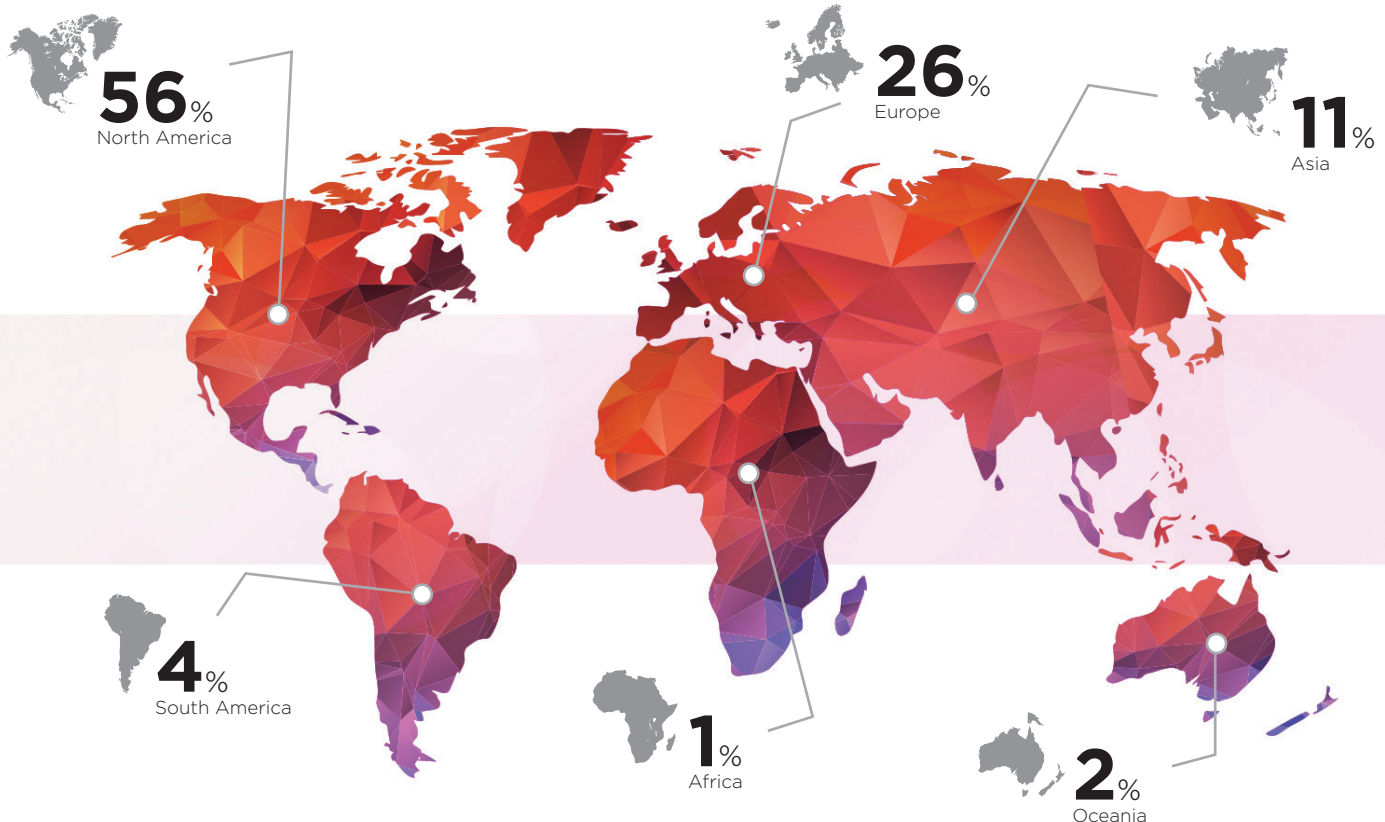 56%
North America
26%
Europe
11%
Asia
4%
South America
1%
Africa
2%
Oceania